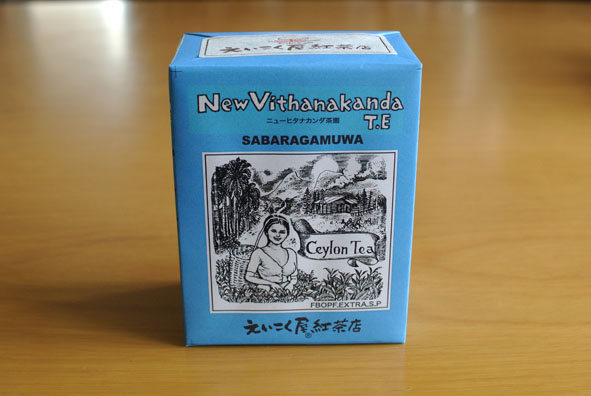 えいこく屋紅茶店
New Vithanakanda
ニューヒタナカンダ茶園
T.E
SABARAGAMUWA
Ceylon Tea
FBOPF.EXTRA.S.P
えいこく屋®紅茶店